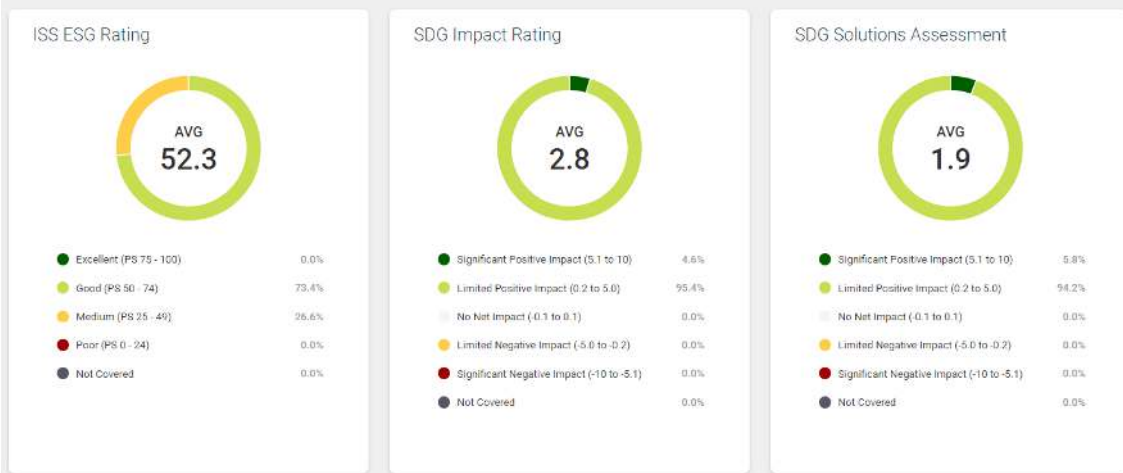 ISS ESG Rating
AVG
52.3
Excellent (PS 75 - 100) 0.0%
Good (PS 50 - 74) 73.4%
Medium (PS 25 - 49) 26.6%
Poor (PS 0 - 24) 0.0%
Not Covered 0.0%
SDG Impact Rating
AVG
2.8
Significant Positive Impact (5.1 to 10) 4.6%
Limited Positive Impact (0.2 to 5.0) 95.4%
No Net Impact (-0.1 to 0.1) 0.0%
Limited Negative Impact (-5.0 to -0.2) 0.0%
Significant Negative Impact (-10 to -5.1) 0.0%
Not Covered 0.0%
SDG Solutions Assessment
AVG
1.9
Significant Positive Impact (5.1 to 10) 5.8%
Limited Positive Impact (0.2 to 5.0) 94.2%
No Net Impact (-0.1 to 0.1) 0.0%
Limited Negative Impact (-5.0 to -0.2) 0.0%
Significant Negative Impact (-10 to -5.1) 0.0%
Not Covered 0.0%